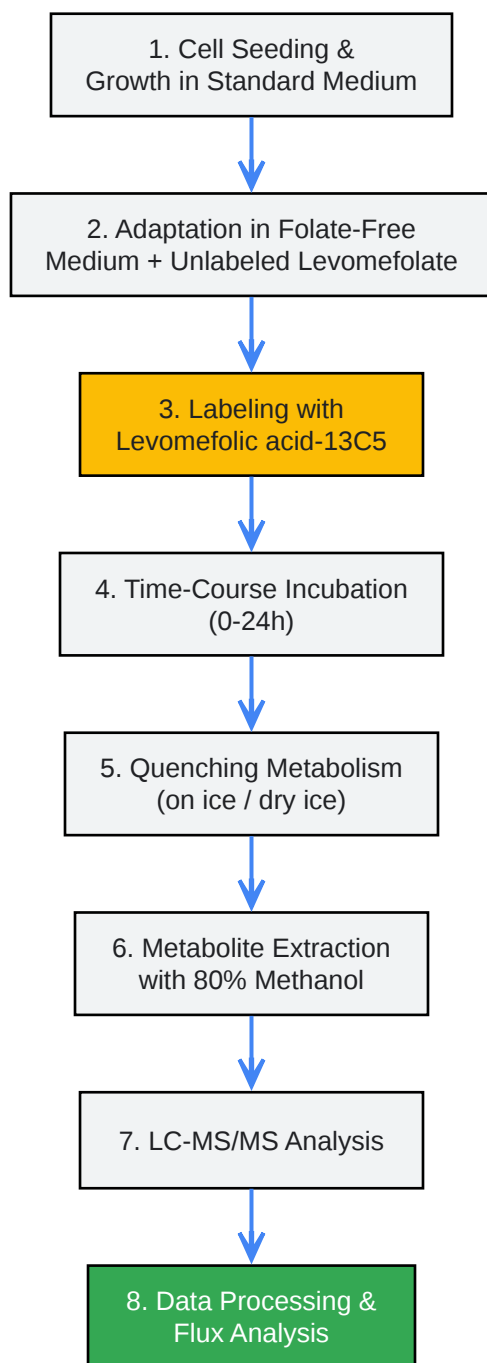 1. Cell Seeding &
Growth in Standard Medium
2. Adaptation in Folate-Free
Medium + Unlabeled Levomefolate
3. Labeling with
Levomefolic acid-13C5
4. Time-Course Incubation
(0-24h)
5. Quenching Metabolism
(on ice / dry ice)
6. Metabolite Extraction
with 80% Methanol
7. LC-MS/MS Analysis
8. Data Processing &
Flux Analysis